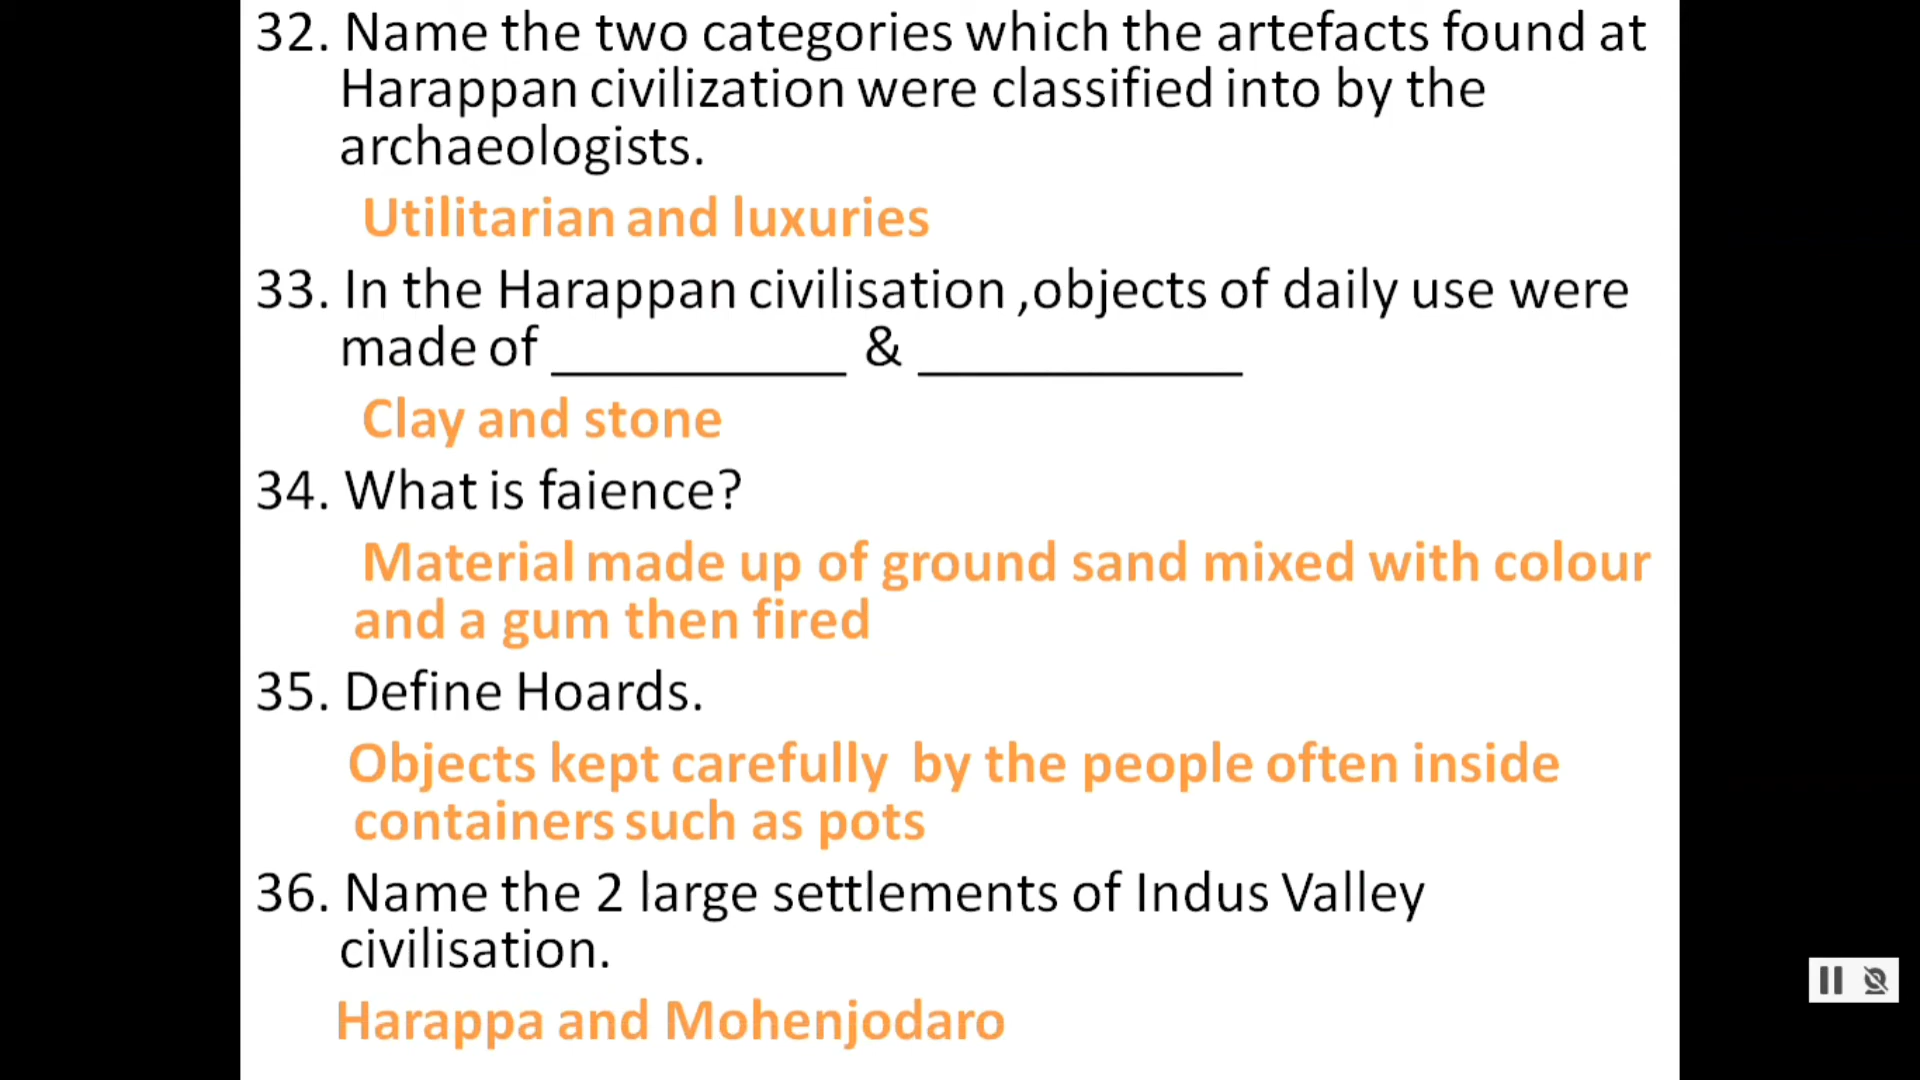 32. Name the two categories which the artefacts found at
Harappan civilization were classified into by the
archaeologists.
Utilitarian and luxuries
33. In the Harappan civilisation ,objects of daily use were
made of __________ & ___________
Clay and stone
34. What is faience?
Material made up of ground sand mixed with colour
and a gum then fired
35. Define Hoards.
Objects kept carefully by the people often inside
containers such as pots
36. Name the 2 large settlements of Indus Valley
civilisation.
Harappa and Mohenjodaro